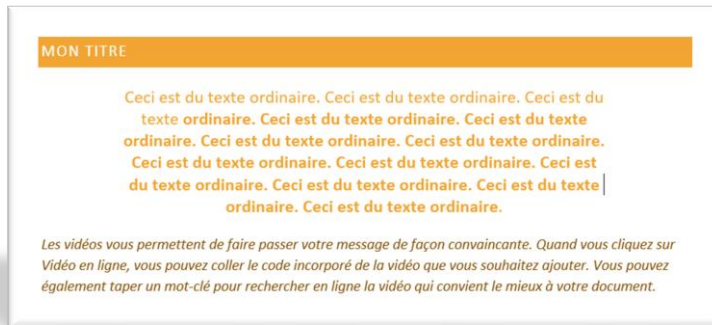 MON TITRE
Ceci est du texte ordinaire. Ceci est du texte ordinaire. Ceci est du
texte ordinaire. Ceci est du texte ordinaire. Ceci est du texte
ordinaire. Ceci est du texte ordinaire. Ceci est du texte ordinaire.
Ceci est du texte ordinaire. Ceci est du texte ordinaire. Ceci est
du texte ordinaire. Ceci est du texte ordinaire. Ceci est du texte
ordinaire. Ceci est du texte ordinaire.
Les vidéos vous permettent de faire passer votre message de façon convaincante. Quand vous cliquez sur
Vidéo en ligne, vous pouvez coller le code incorporé de la vidéo que vous souhaitez ajouter. Vous pouvez
également taper un mot-clé pour rechercher en ligne la vidéo qui convient le mieux à votre document.